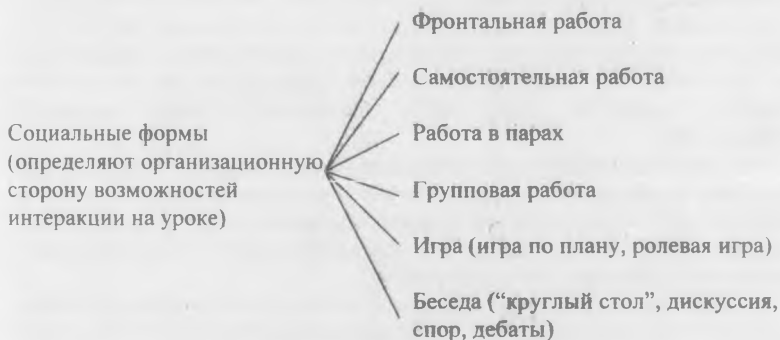 Социальные формы
(определяют организационную
сторону возможностей
интеракции на уроке)
Фронтальная работа
Самостоятельная работа
Работа в парах
Групповая работа
Игра (игра по плану, ролевая игра)
Беседа (“круглый стол”, дискуссия,
спор, дебаты)